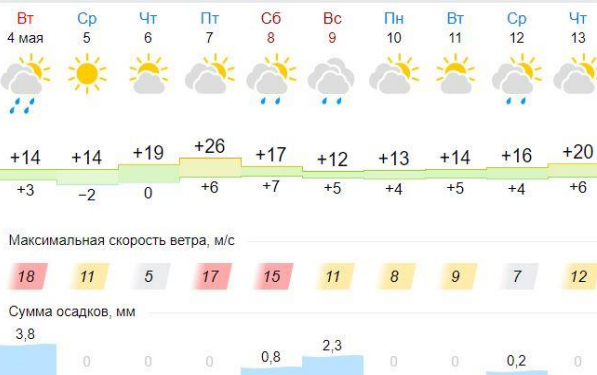 Вт Ср Чт Пт Сб Вс Пн Вт Ср Чт
4 мая 5 6 7 8 9 10 11 12 13
+14 +14 +19 +26 +17 +12 +13 +14 +16 +20
+3 −2 0 +6 +7 +5 +4 +5 +4 +6
Максимальная скорость ветра, м/с
18 11 5 17 15 11 8 9 7 12
Сумма осадков, мм
3,8 0 0 0 0,8 2,3 0 0 0,2 0